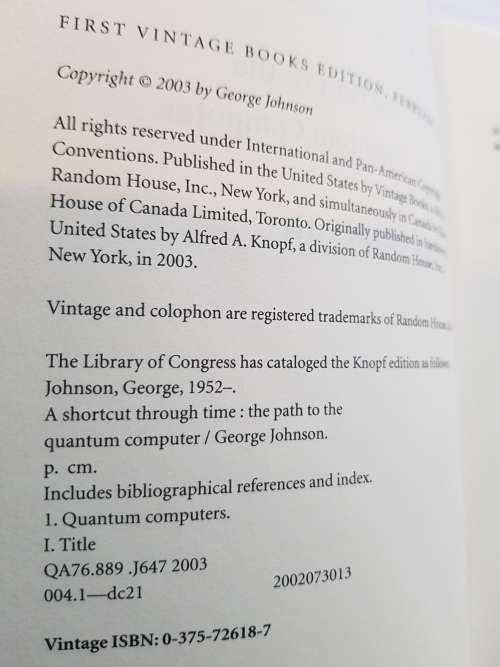 FIRST VINTAGE BOOKS EDITION,
Copyright © 2003 by George Johnson
All rights reserved under International and Pan-American
Conventions. Published in the United States by Vintage Books,
Random House, Inc., New York, and simultaneously in Canada
House of Canada Limited, Toronto. Originally published in
United States by Alfred A. Knopf, a division of Random House, Inc.,
New York, in 2003.
Vintage and colophon are registered trademarks of Random House,
The Library of Congress has cataloged the Knopf edition as follows:
Johnson, George, 1952–.
A shortcut through time : the path to the
quantum computer / George Johnson.
p. cm.
Includes bibliographical references and index.
1. Quantum computers.
I. Title
QA76.889 .J647 2003
004.1—dc21
2002073013
Vintage ISBN: 0-375-72618-7